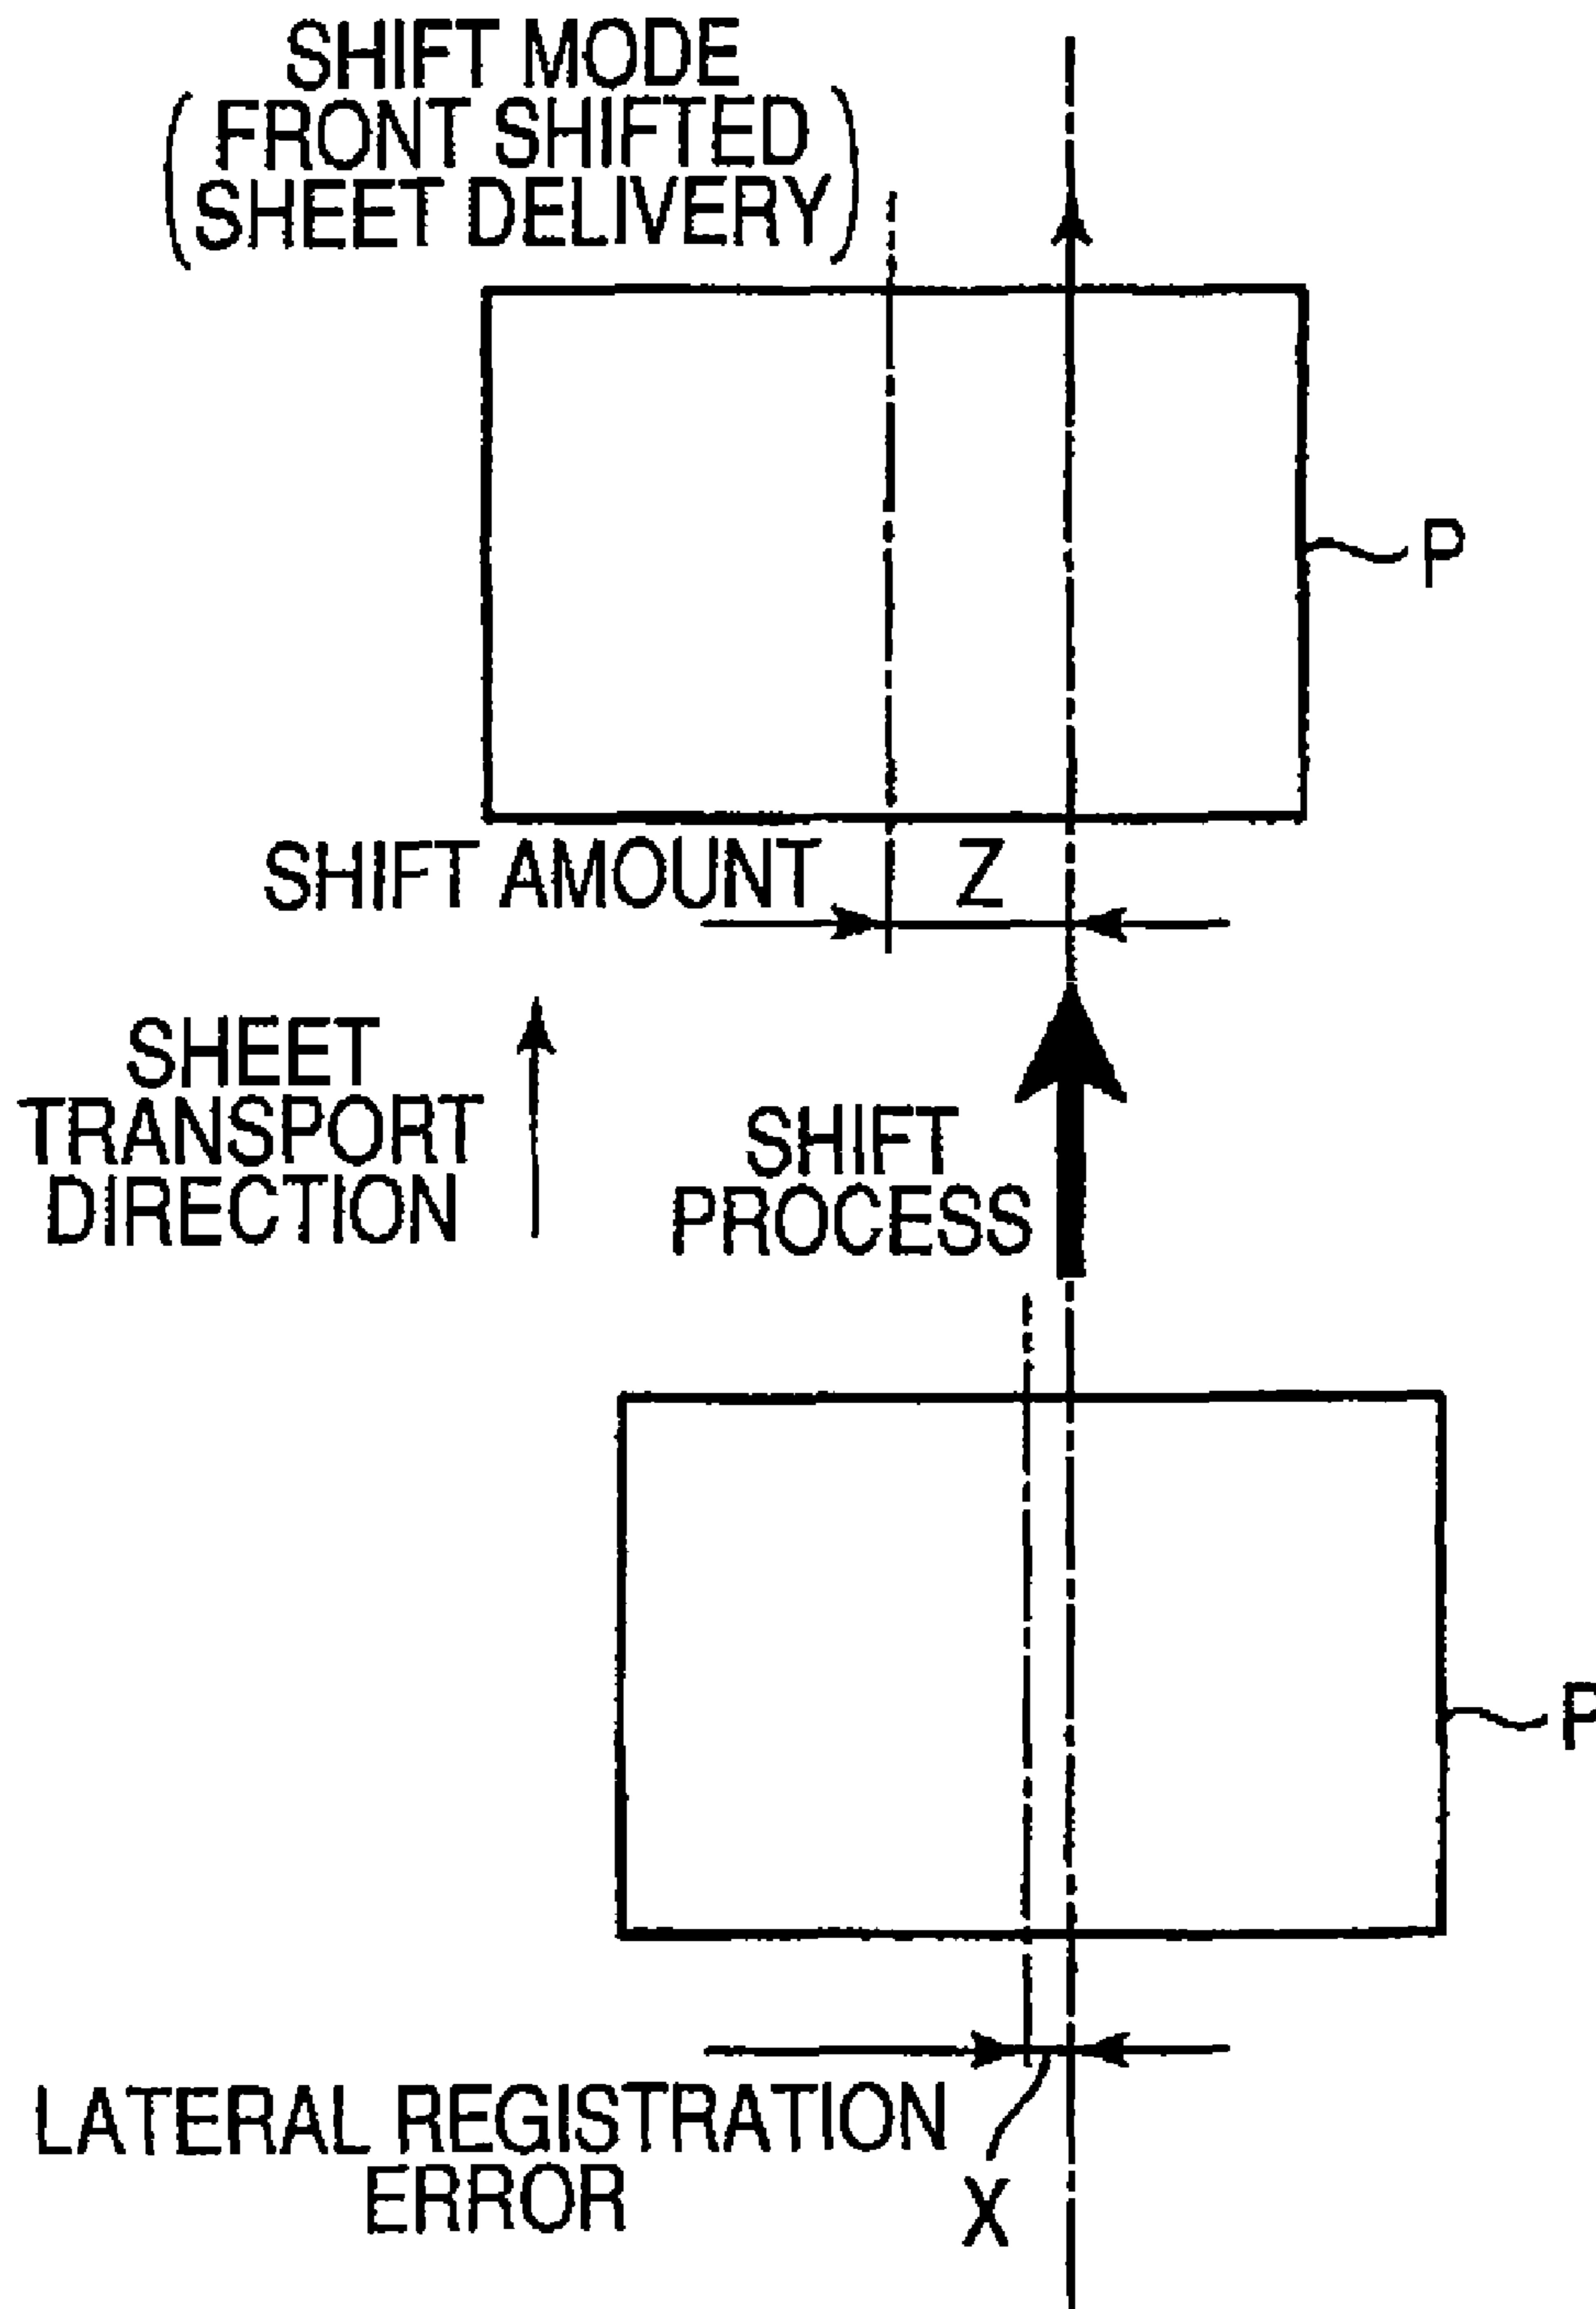 SHIFT MODE
(FRONT SHIFTED
SHEET DELIVERY)
P
SHIFT AMOUNT Z
SHEET
TRANSPORT
DIRECTION
SHIFT
PROCESS
P
LATERAL REGISTRATION
ERROR
X